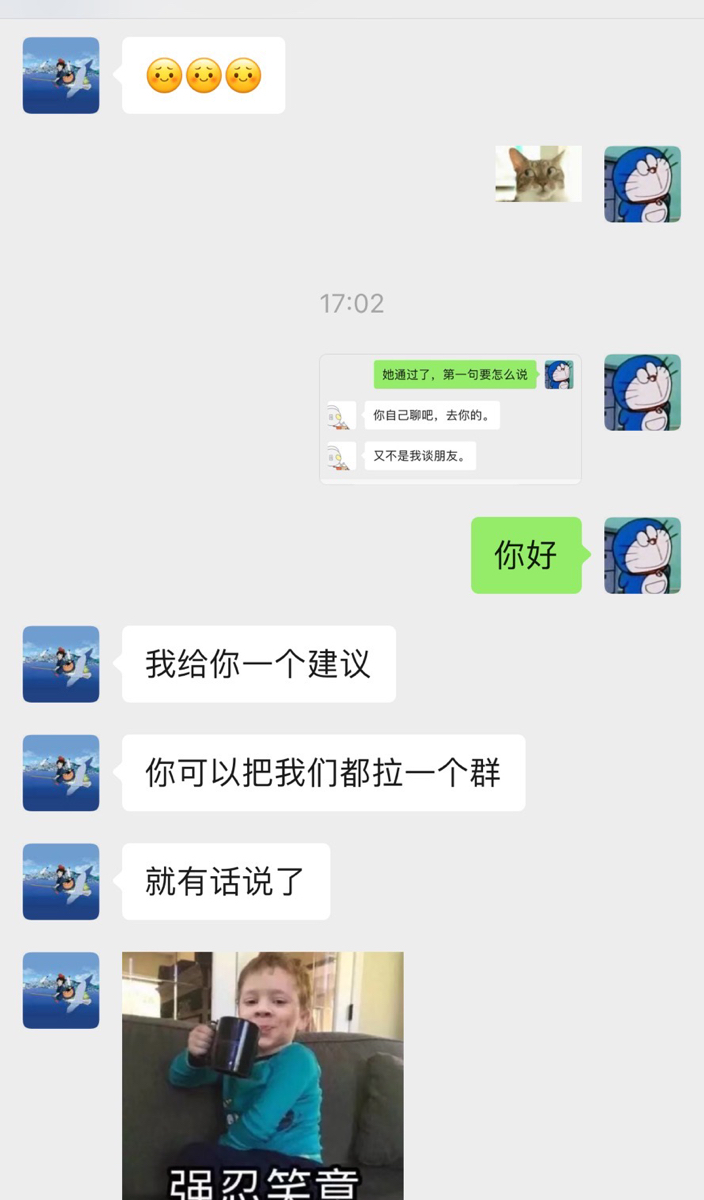 17:02
她通过了，第一句要怎么说
你自己聊吧，去你的。
又不是我谈朋友。
你好
我给你一个建议
你可以把我们都拉一个群
就有话说了
强忍笑意